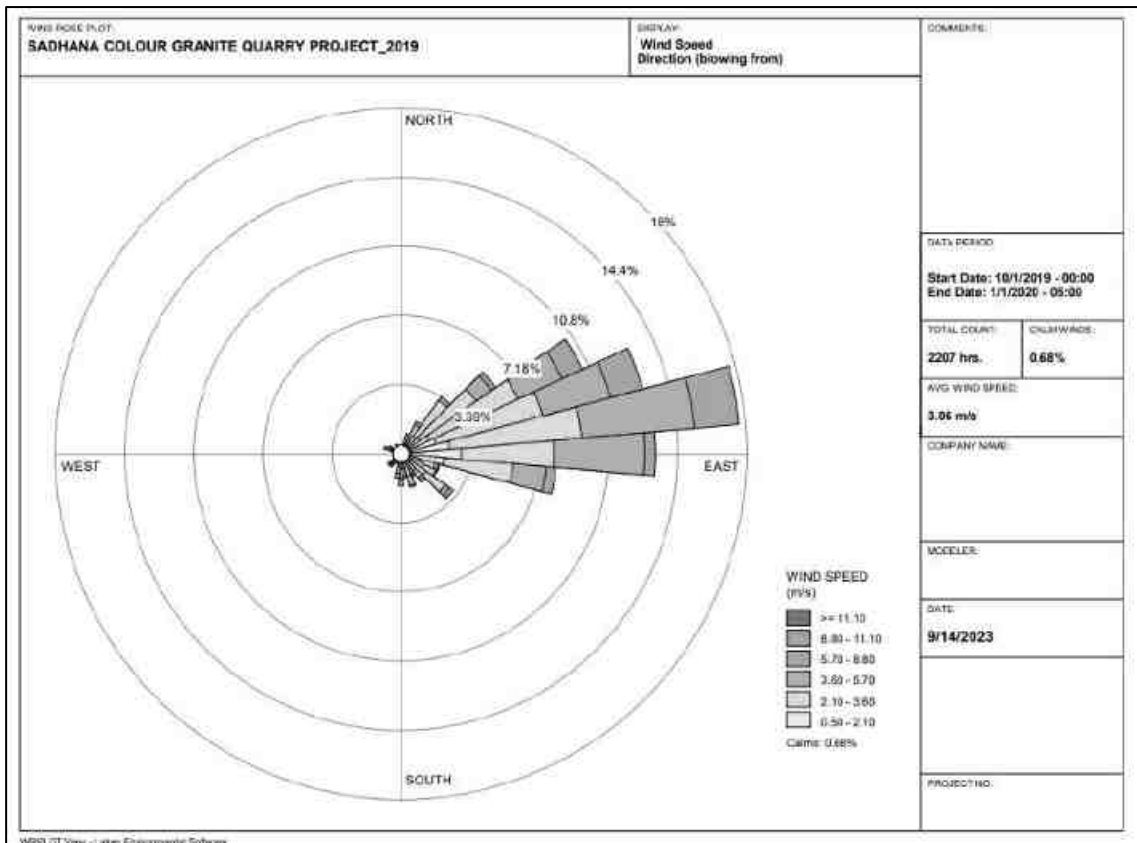 WIND ROSE PLOT:
SADHANA COLOUR GRANITE QUARRY PROJECT_2019
DISPLAY:
Wind Speed
Direction (blowing from)
COMMENTS:
NORTH
18%
14.4%
10.8%
7.18%
3.38%
WEST
EAST
SOUTH
WIND SPEED
(m/s)
>= 11.10
8.80 - 11.10
5.70 - 8.80
3.60 - 5.70
2.10 - 3.60
0.50 - 2.10
Calms: 0.68%
DATA PERIOD:
Start Date: 10/1/2019 - 00:00
End Date: 1/1/2020 - 05:00
TOTAL COUNT:
2207 hrs.
CALM WINDS:
0.68%
AVG. WIND SPEED:
3.06 m/s
COMPANY NAME:
MODELER:
DATE:
9/14/2023
PROJECT NO.:
WRPLOT View - Lakes Environmental Software